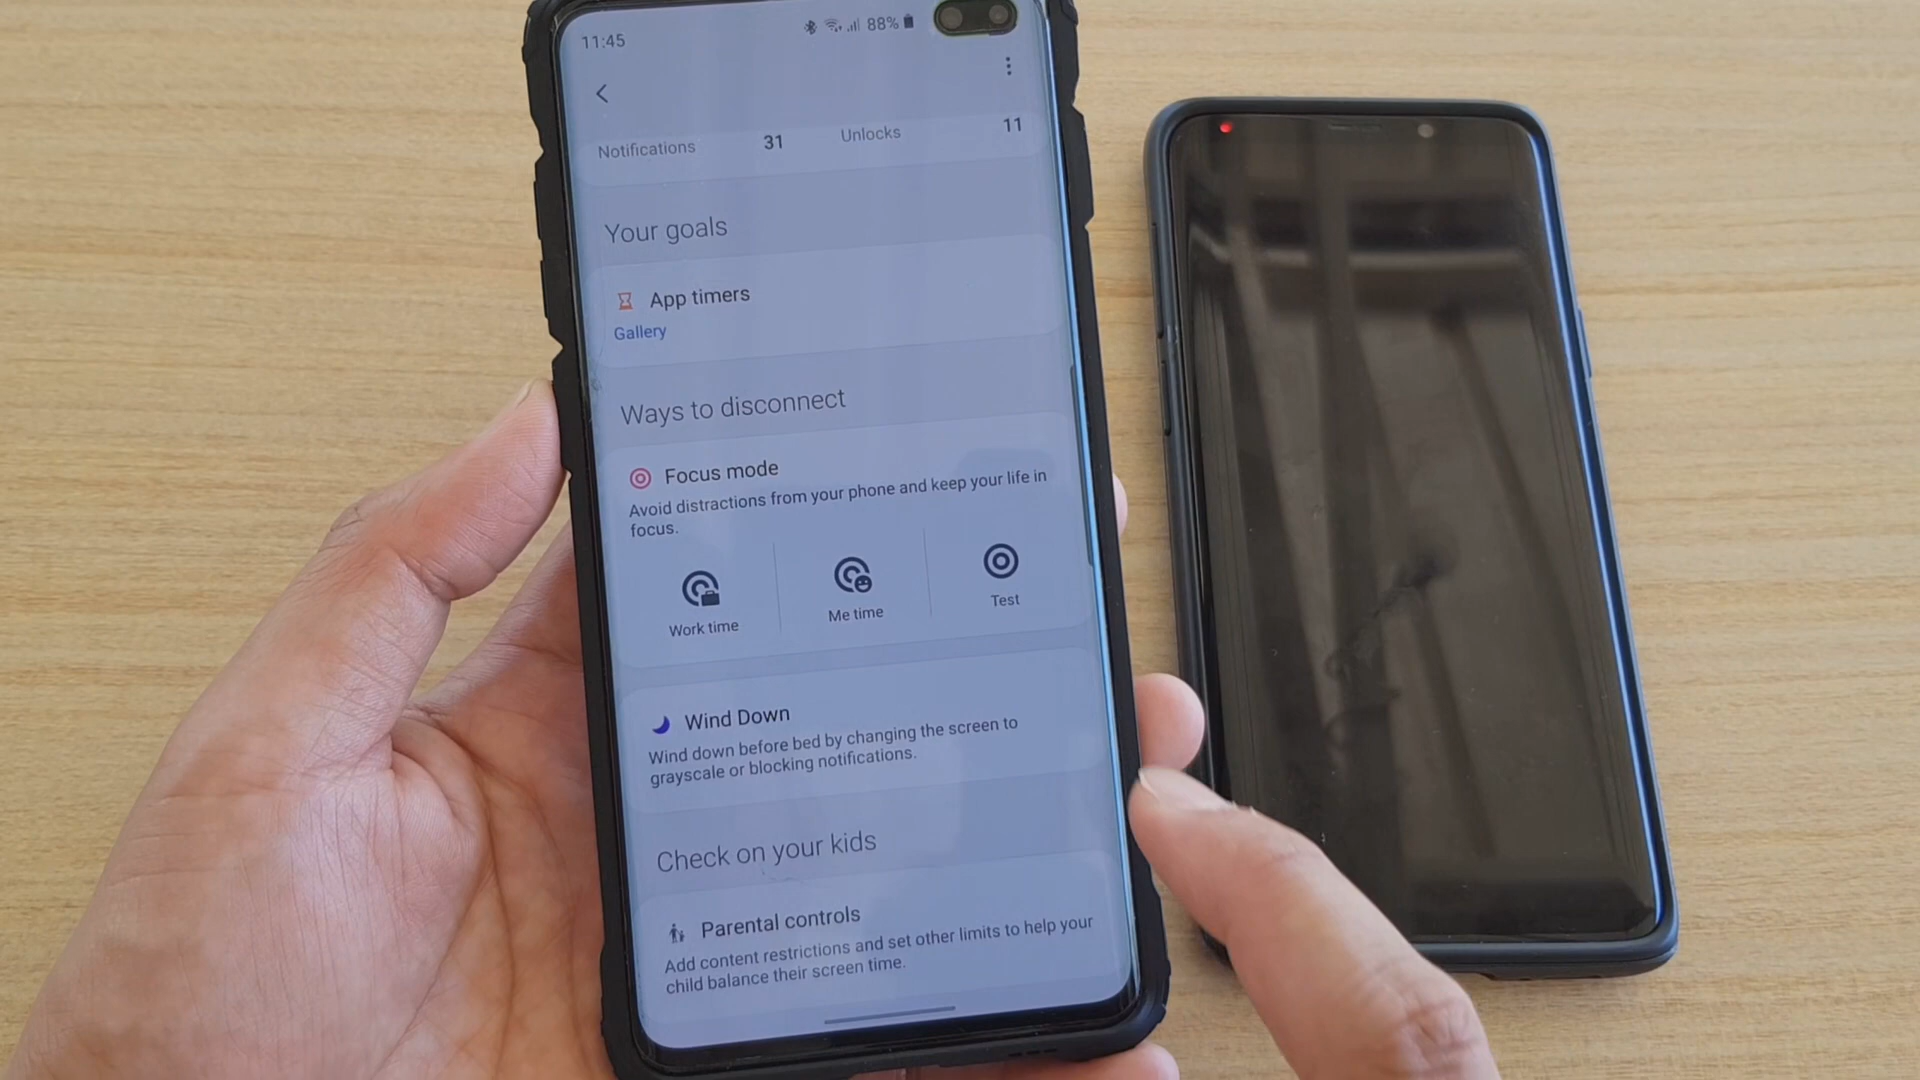 11:45
88%
Notifications 31 Unlocks 11
Your goals
App timers
Gallery
Ways to disconnect
Focus mode
Avoid distractions from your phone and keep your life in
focus.
Work time Me time Test
Wind Down
Wind down before bed by changing the screen to
grayscale or blocking notifications.
Check on your kids
Parental controls
Add content restrictions and set other limits to help your
child balance their screen time.